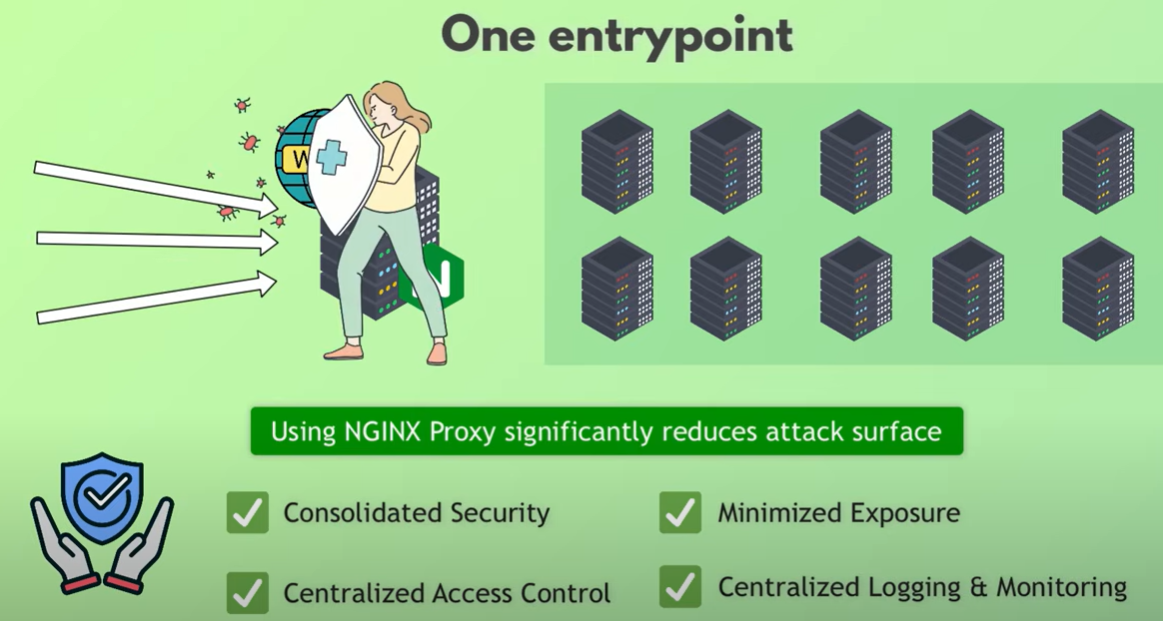 One entrypoint
W
N
Using NGINX Proxy significantly reduces attack surface
Consolidated Security
Minimized Exposure
Centralized Access Control
Centralized Logging & Monitoring